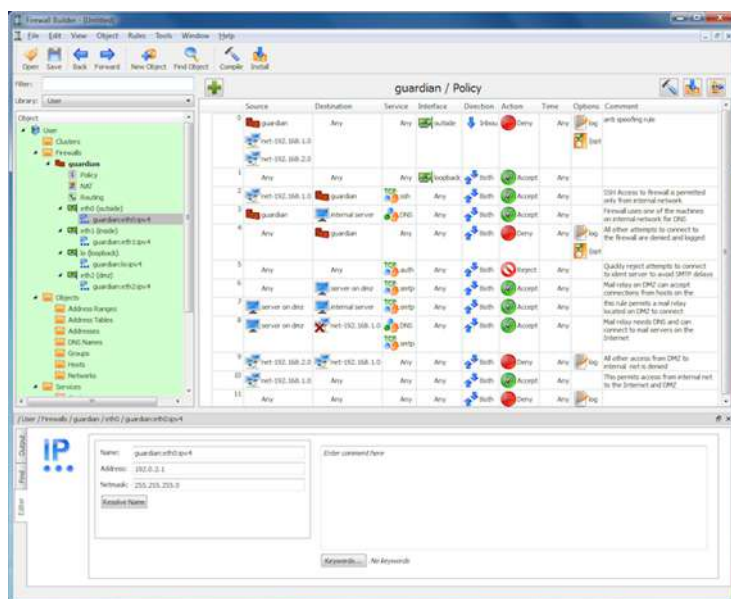 Firewall Builder - [Untitled]
File Edit View Object Rules Tools Window Help
Open Save Back Forward New Object Find Object Compile Install
Filter:
guardian / Policy
Library: User
Source Destination Service Interface Direction Action Time Options Comment
Object
User
Clusters
Firewalls
guardian
Policy
NAT
Routing
eth0 (outside)
guardian:eth0:ipv4
eth1 (inside)
guardian:eth1:ipv4
lo (loopback)
guardian:lo:ipv4
eth2 (dmz)
guardian:eth2:ipv4
Objects
Address Ranges
Address Tables
Addresses
DNS Names
Groups
Hosts
Networks
Services
0 guardian Any Any outside Inbou Deny Any log anti spoofing rule
net-192.168.1.0
net-192.168.2.0
1 Any Any Any loopback Both Accept Any
2 net-192.168.1.0 guardian ssh Any Both Accept Any SSH Access to firewall is permitted
only from internal network
3 guardian internal server DNS Any Both Accept Any Firewall uses one of the machines
on internal network for DNS
4 Any guardian Any Any Both Deny Any log All other attempts to connect to
the firewall are denied and logged
5 Any Any auth Any Both Reject Any Quickly reject attempts to connect
to ident server to avoid SMTP delays
6 Any server on dmz smtp Any Both Accept Any Mail relay on DMZ can accept
connections from hosts on the
7 server on dmz internal server smtp Any Both Accept Any this rule permits a mail relay
located on DMZ to connect
8 server on dmz net-192.168.1.0 DNS Any Both Accept Any Mail relay needs DNS and can
smtp connect to mail servers on the
Internet
9 net-192.168.2.0 net-192.168.1.0 Any Any Both Deny Any log All other access from DMZ to
internal net is denied
10 net-192.168.1.0 Any Any Any Both Accept Any This permits access from internal net
to the Internet and DMZ
11 Any Any Any Any Both Deny Any log
/ User / Firewalls / guardian / eth0 / guardian:eth0:ipv4
Output
Find
Editor
IP
Name: guardian:eth0:ipv4
Address: 192.0.2.1
Netmask: 255.255.255.0
Resolve Name
Enter comment here
Keywords... No keywords